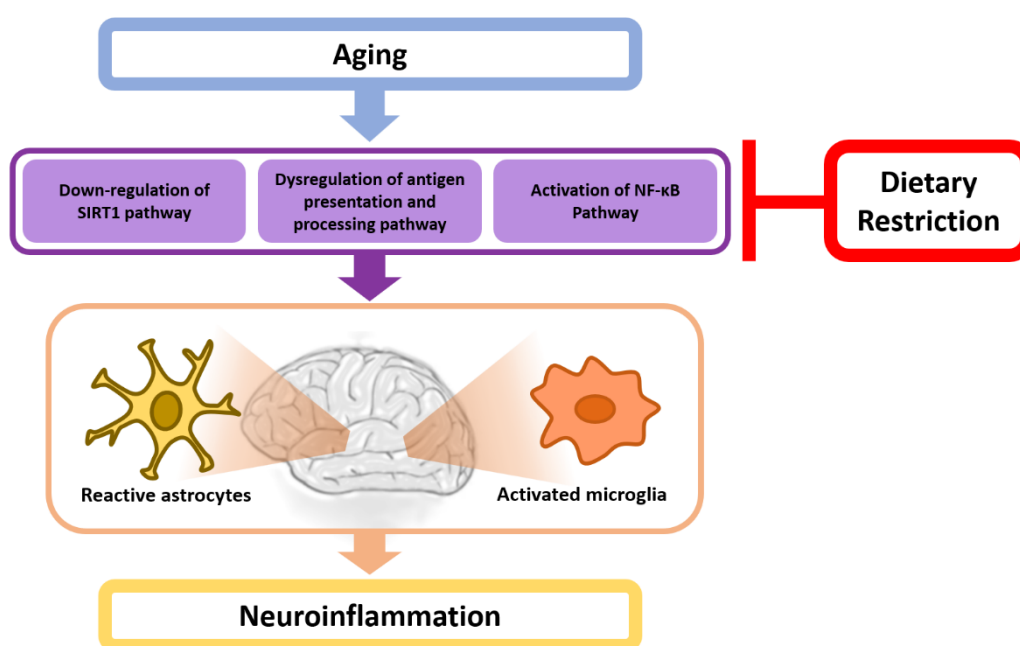 Aging
Down-regulation of
SIRT1 pathway
Dysregulation of antigen
presentation and
processing pathway
Activation of NF-κB
Pathway
Dietary
Restriction
Reactive astrocytes
Activated microglia
Neuroinflammation